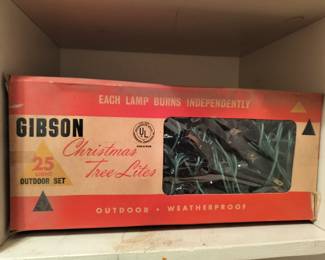 EACH LAMP BURNS INDEPENDENTLY
GIBSON
UL
Christmas
Tree Lites
25
OUTDOOR SET
OUTDOOR • WEATHERPROOF